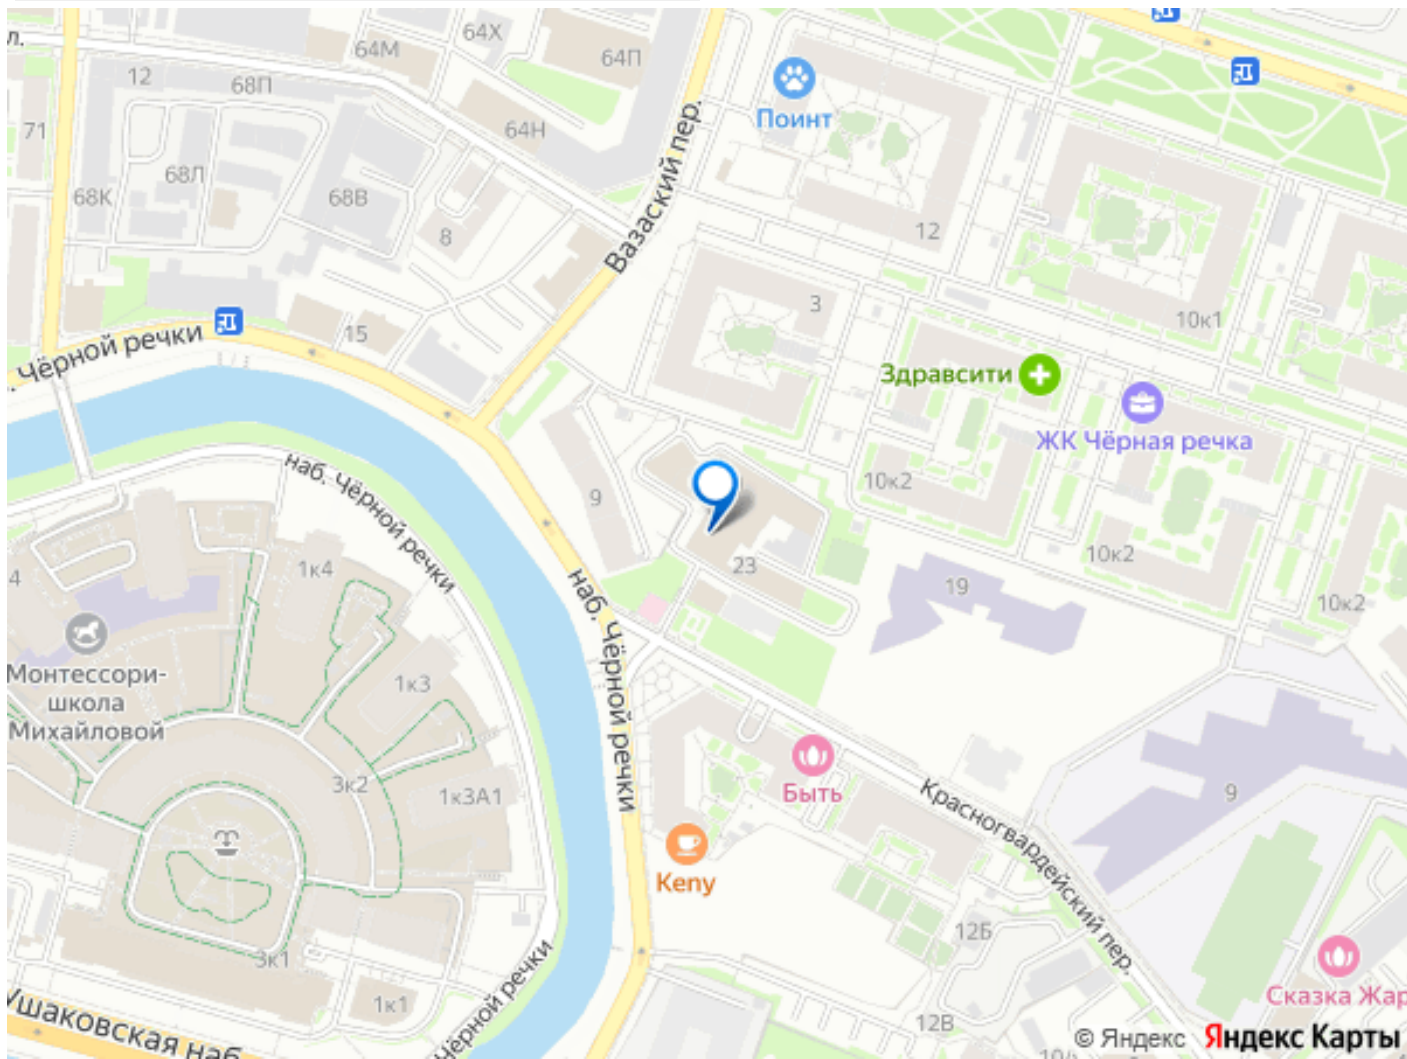 л.
64М
64Х
64П
12
68П
71
64Н
68Л
68К
68В
8
Вазаский пер.
Поинт
12
3
10к1
15
. Чёрной речки
Здравсити
ЖК Чёрная речка
10к2
10к2
10к2
9
23
19
наб. Чёрной речки
наб. Чёрной речки
4
1к4
Монтессори-
школа
Михайловой
1к3
3к2
1к3А1
Быть
Keny
Красногвардейский пер.
9
12Б
12В
3к1
1к1
Чёрной речки
Ушаковская наб
Сказка Жар
10/
© Яндекс Яндекс Карты